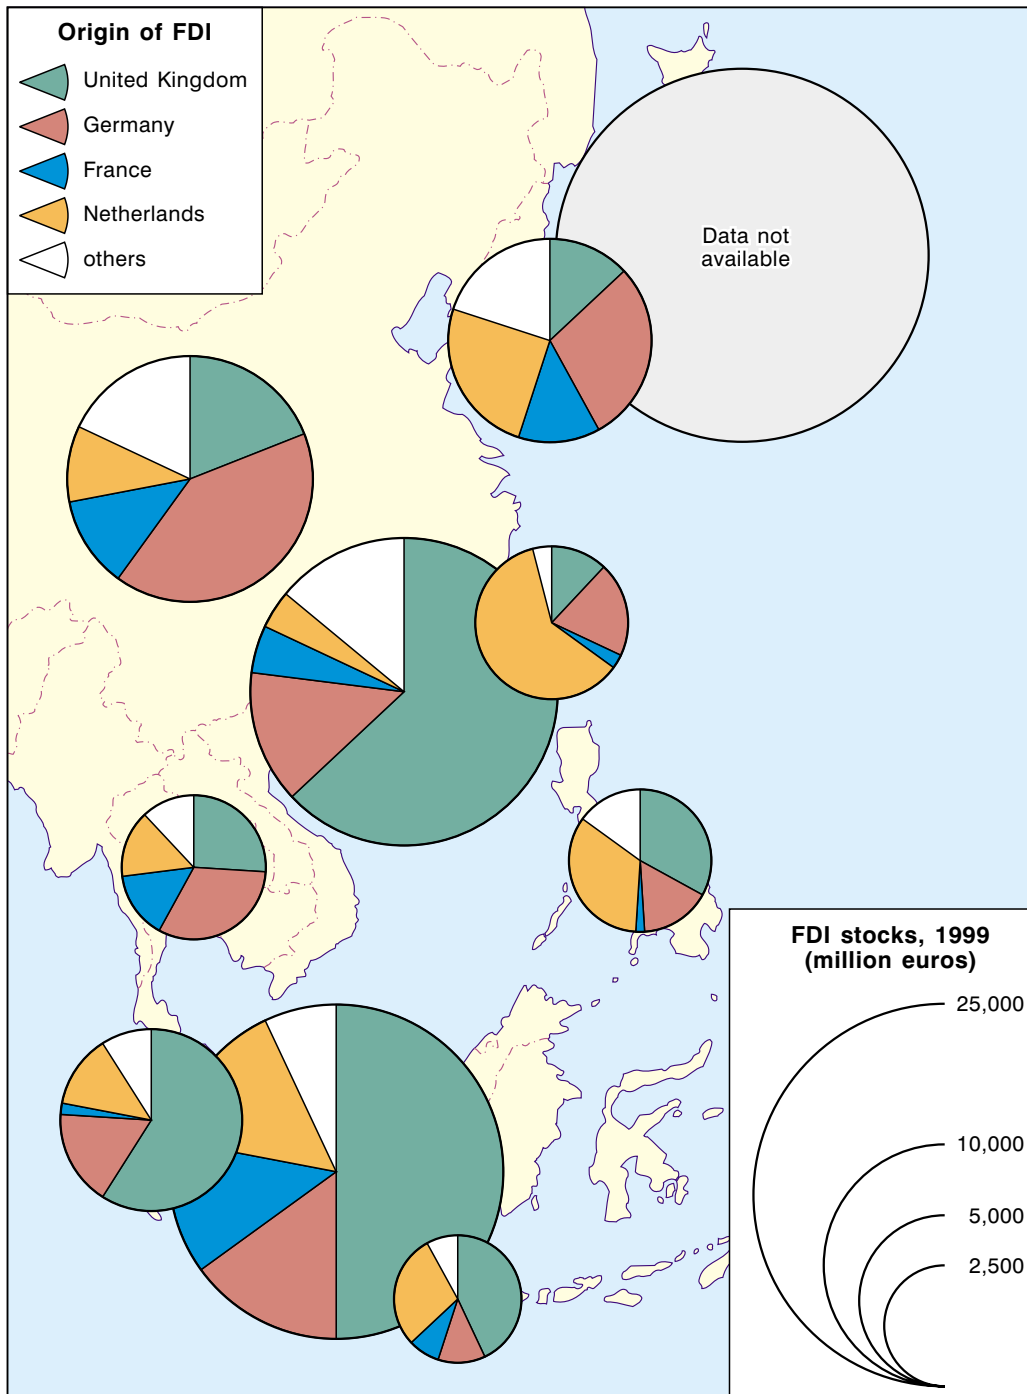 Origin of FDI
United Kingdom
Germany
France
Netherlands
others
Data not
available
FDI stocks, 1999
(million euros)
25,000
10,000
5,000
2,500